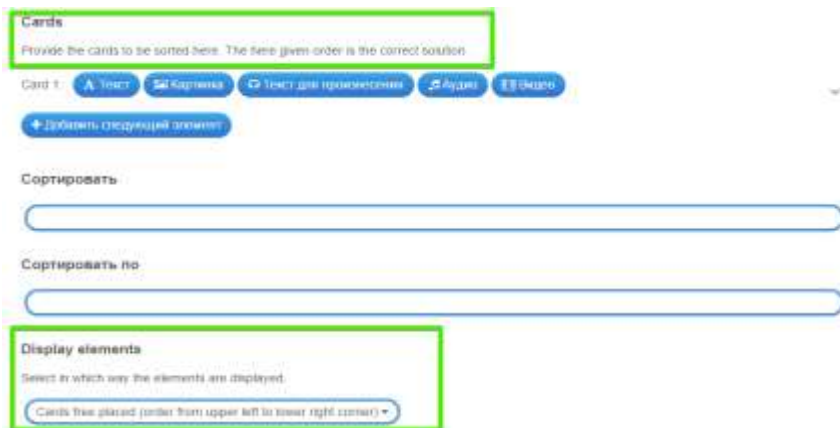 Cards
Provide the cards to be sorted here. The here given order is the correct solution
Card 1: Текст Картинка Текст для произнесения Аудио Видео
Добавить следующий элемент
Сортировать
Сортировать по
Display elements
Select in which way the elements are displayed.
Cards free placed (order from upper left to lower right corner)